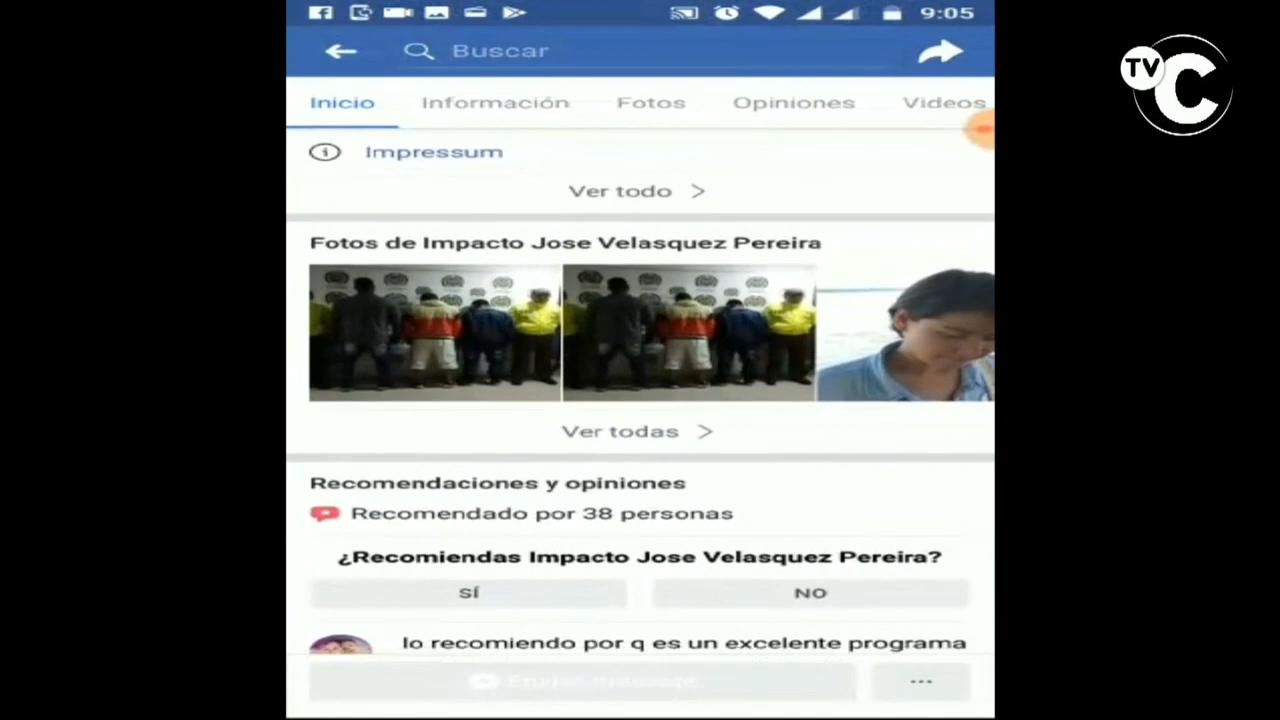 9:05
Buscar
Inicio Información Fotos Opiniones Videos
TV C
Impressum
Ver todo
Fotos de Impacto Jose Velasquez Pereira
Ver todas
Recomendaciones y opiniones
Recomendado por 38 personas
¿Recomiendas Impacto Jose Velasquez Pereira?
SÍ NO
lo recomiendo por q es un excelente programa